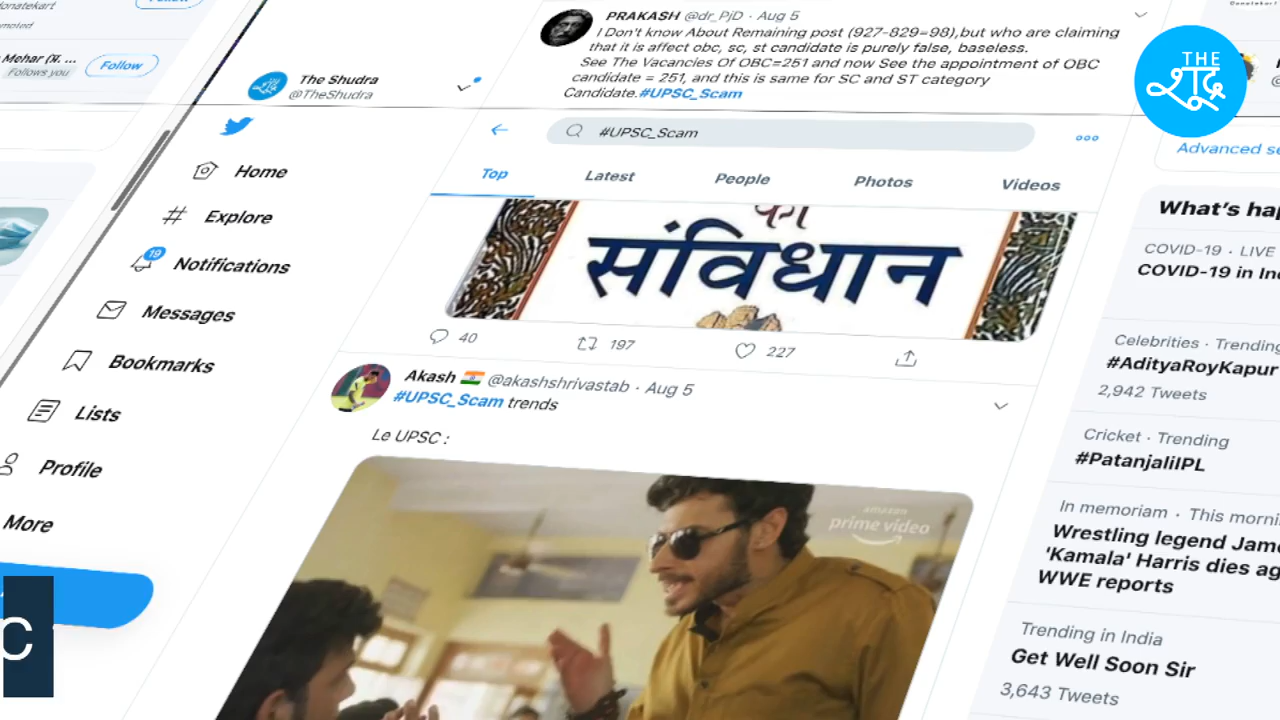 onatekart
Mehar (ਮ. ...
Follows you
Follow
The Shudra
@TheShudra
Home
Explore
19
Notifications
Messages
Bookmarks
Lists
Profile
More
C
PRAKASH @dr_PjD · Aug 5
I Don't know About Remaining post (927-829=98),but who are claiming
that it is affect obc, sc, st candidate is purely false, baseless.
See The Vacancies Of OBC=251 and now See the appointment of OBC
candidate = 251, and this is same for SC and ST category
Candidate.#UPSC_Scam
#UPSC_Scam
Top Latest People Photos Videos
का
संविधान
40 197 227
Akash @akashshrivastab · Aug 5
#UPSC_Scam trends
Le UPSC :
amazon
prime video
THE
शूद्र
Advanced se
What's ha
COVID-19 · LIVE
COVID-19 in In
Celebrities · Trending
#AdityaRoyKapur
2,942 Tweets
Cricket · Trending
#PatanjaliIPL
In memoriam · This morni
Wrestling legend Jame
'Kamala' Harris dies ag
WWE reports
Trending in India
Get Well Soon Sir
3,643 Tweets